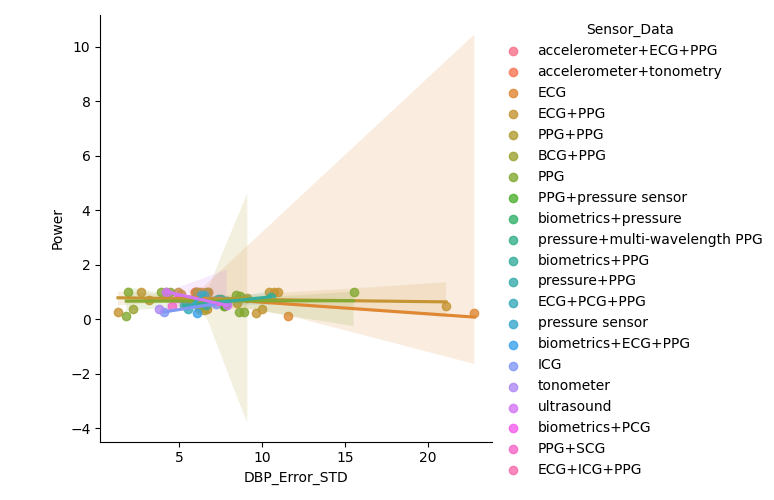 Sensor_Data
accelerometer+ECG+PPG
accelerometer+tonometry
ECG
ECG+PPG
PPG+PPG
BCG+PPG
PPG
PPG+pressure sensor
biometrics+pressure
pressure+multi-wavelength PPG
biometrics+PPG
pressure+PPG
ECG+PCG+PPG
pressure sensor
biometrics+ECG+PPG
ICG
tonometer
ultrasound
biometrics+PCG
PPG+SCG
ECG+ICG+PPG
Power
10
8
6
4
2
0
−2
−4
5
10
15
20
DBP_Error_STD